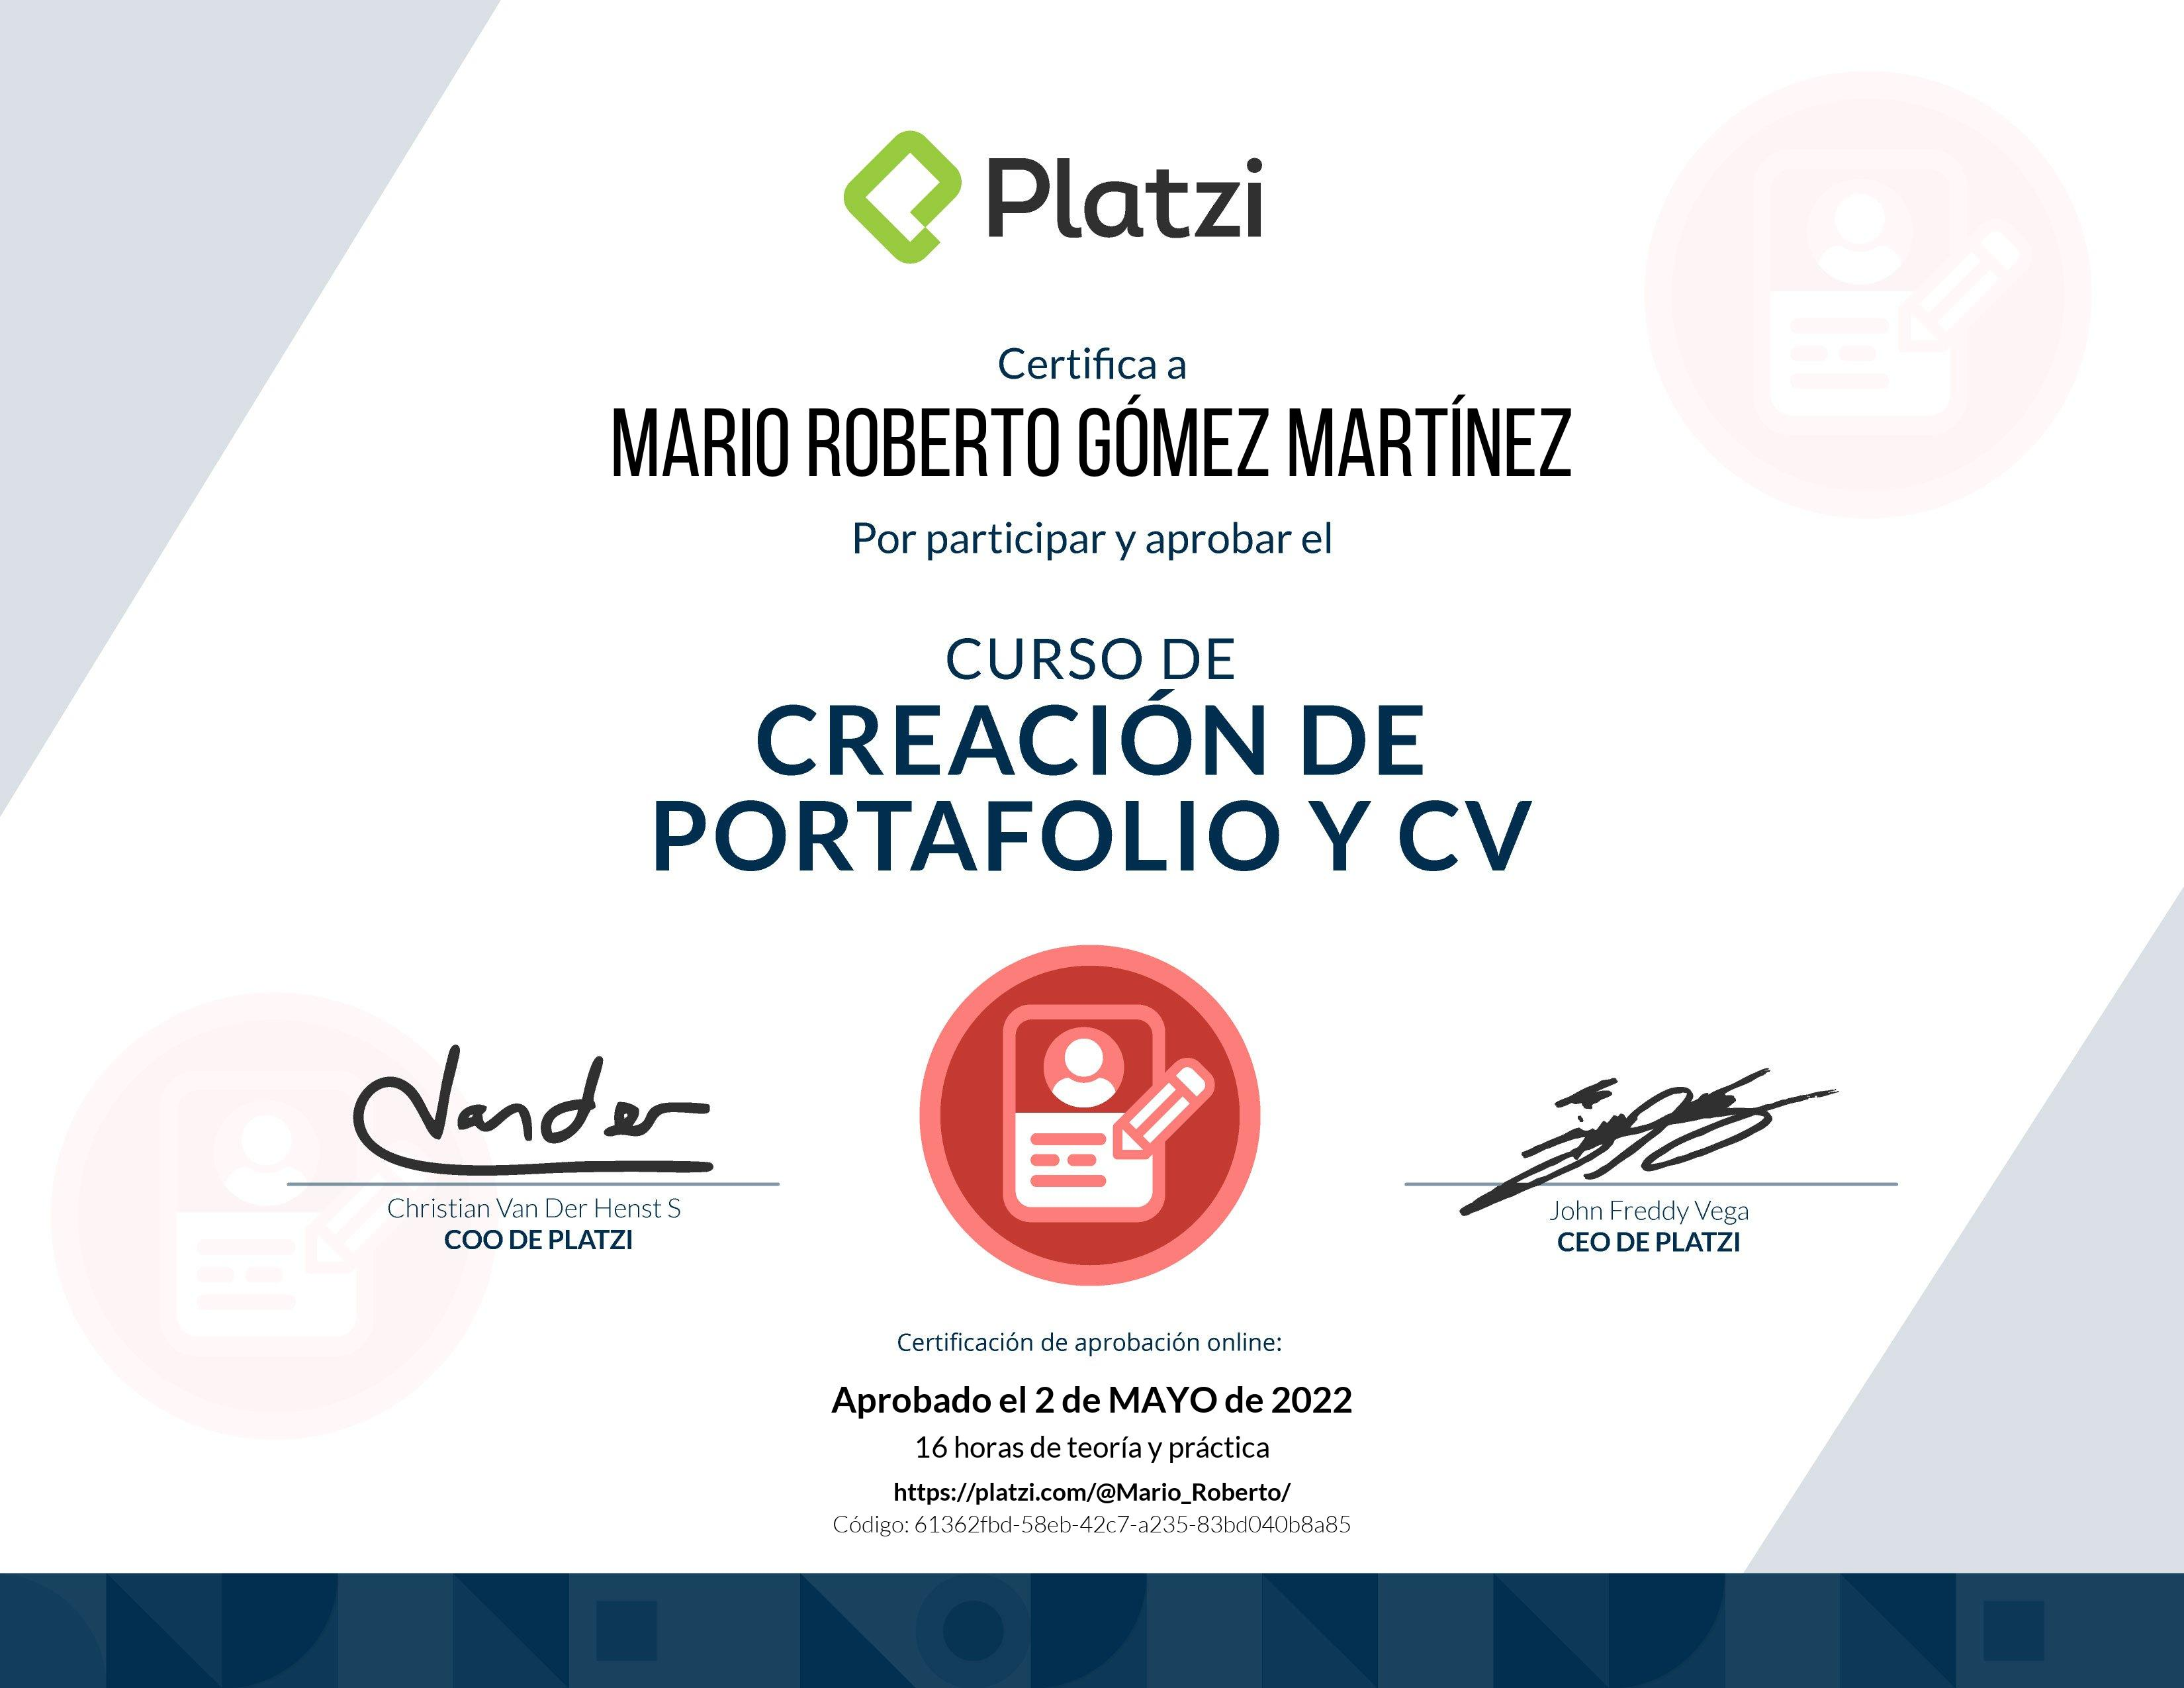 Platzi
Certifica a
MARIO ROBERTO GÓMEZ MARTÍNEZ
Por participar y aprobar el
CURSO DE
CREACIÓN DE
PORTAFOLIO Y CV
Vander
Christian Van Der Henst S
COO DE PLATZI
John Freddy Vega
CEO DE PLATZI
Certificación de aprobación online:
Aprobado el 2 de MAYO de 2022
16 horas de teoría y práctica
https://platzi.com/@Mario_Roberto/
Código: 61362fbd-58eb-42c7-a235-83bd040b8a85